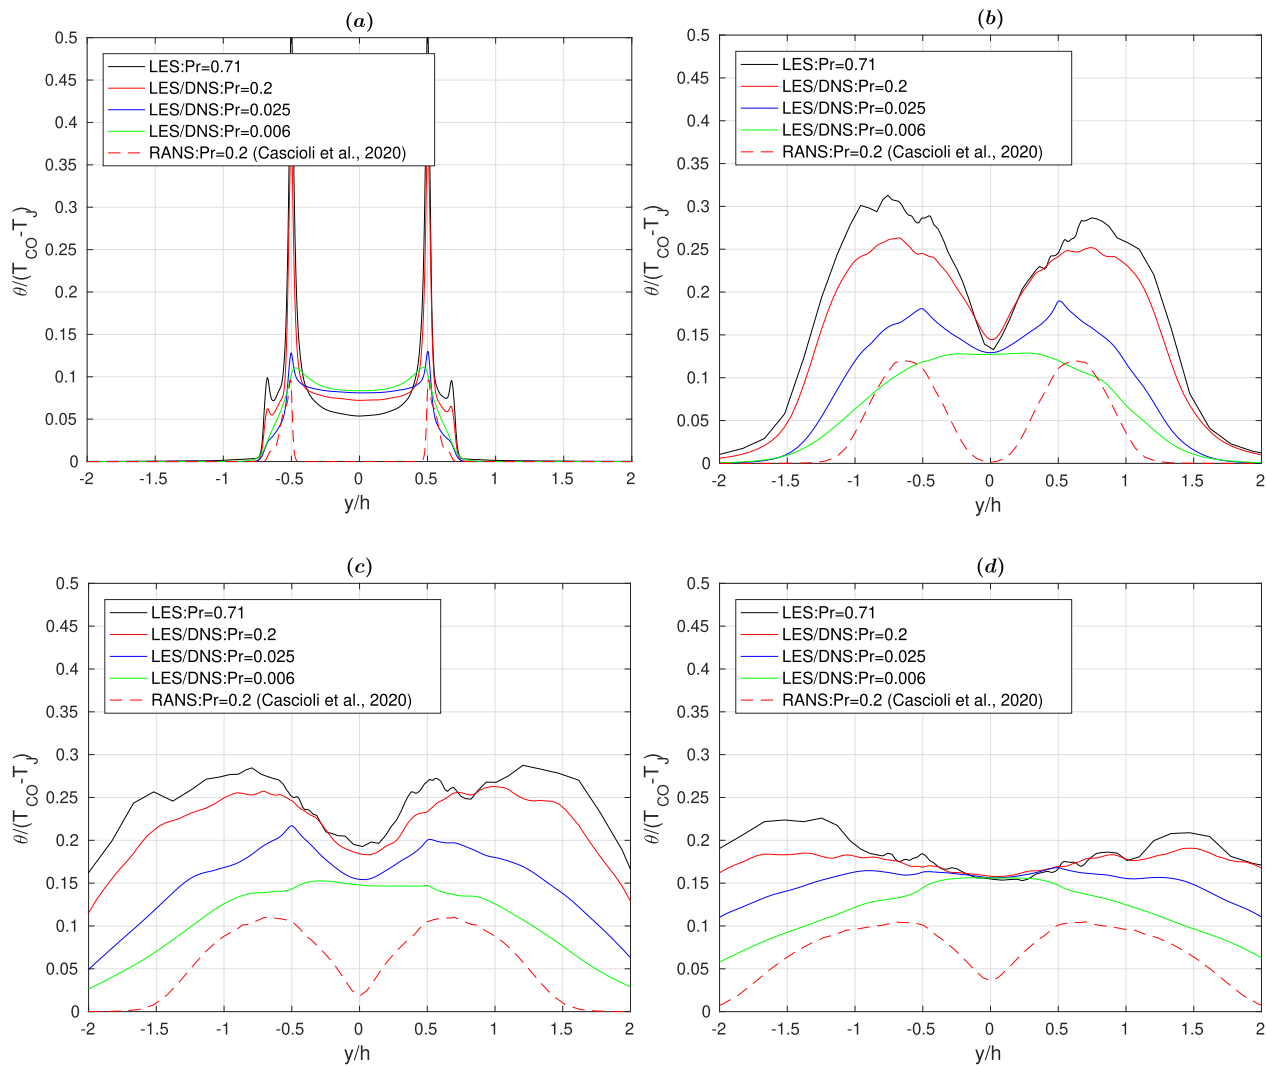 (a)
0.5
0.45
0.4
0.35
0.3
0.25
0.2
0.15
0.1
0.05
0
-2
-1.5
-1
-0.5
0
0.5
1
1.5
2
y/h
θ/(T_CO-T_J)
LES:Pr=0.71
LES/DNS:Pr=0.2
LES/DNS:Pr=0.025
LES/DNS:Pr=0.006
RANS:Pr=0.2 (Cascioli et al., 2020)
(b)
0.5
0.45
0.4
0.35
0.3
0.25
0.2
0.15
0.1
0.05
0
-2
-1.5
-1
-0.5
0
0.5
1
1.5
2
y/h
θ/(T_CO-T_J)
LES:Pr=0.71
LES/DNS:Pr=0.2
LES/DNS:Pr=0.025
LES/DNS:Pr=0.006
RANS:Pr=0.2 (Cascioli et al., 2020)
(c)
0.5
0.45
0.4
0.35
0.3
0.25
0.2
0.15
0.1
0.05
0
-2
-1.5
-1
-0.5
0
0.5
1
1.5
2
y/h
θ/(T_CO-T_J)
LES:Pr=0.71
LES/DNS:Pr=0.2
LES/DNS:Pr=0.025
LES/DNS:Pr=0.006
RANS:Pr=0.2 (Cascioli et al., 2020)
(d)
0.5
0.45
0.4
0.35
0.3
0.25
0.2
0.15
0.1
0.05
0
-2
-1.5
-1
-0.5
0
0.5
1
1.5
2
y/h
θ/(T_CO-T_J)
LES:Pr=0.71
LES/DNS:Pr=0.2
LES/DNS:Pr=0.025
LES/DNS:Pr=0.006
RANS:Pr=0.2 (Cascioli et al., 2020)